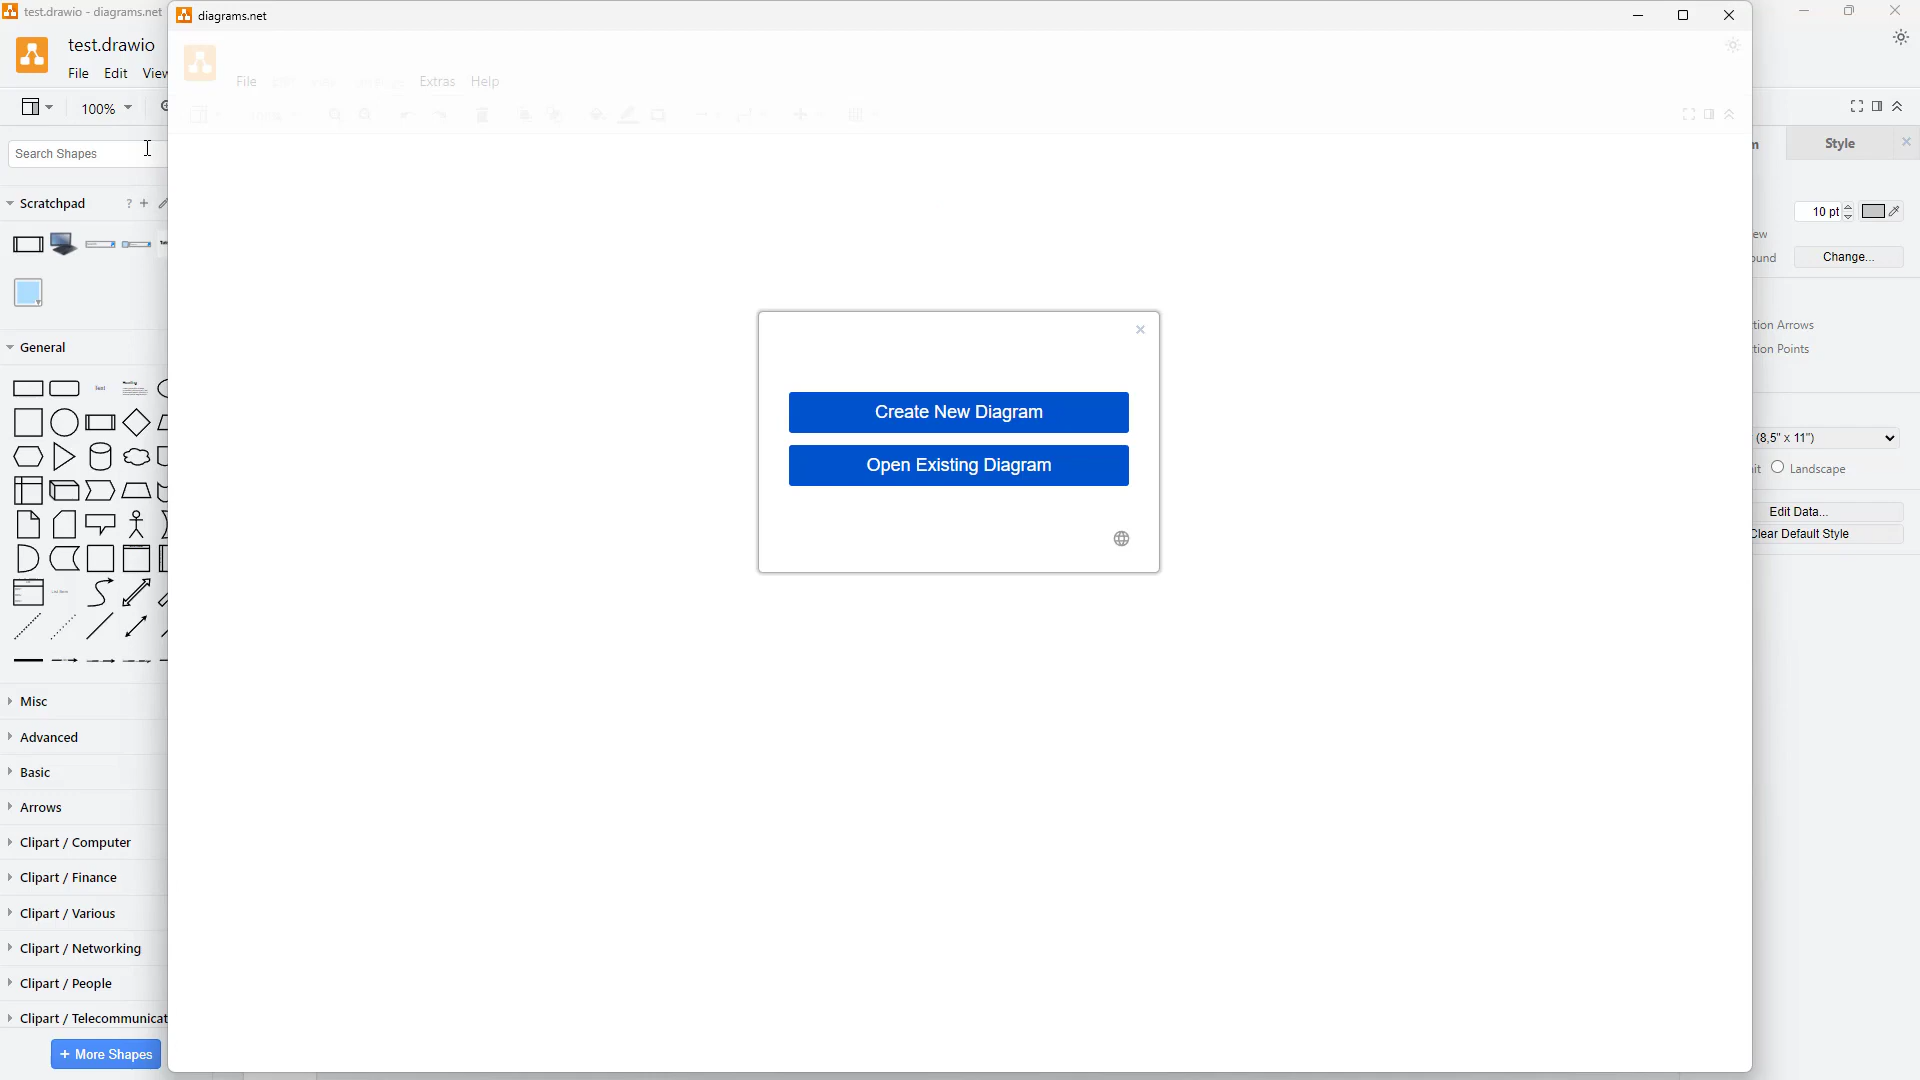 test.drawio - diagrams.net
diagrams.net
test.drawio
File Edit View
File
Extras Help
100%
Search Shapes
Style
Scratchpad
? +
10 pt
Change...
General
Text
Create New Diagram
Open Existing Diagram
(8,5" x 11")
Landscape
Edit Data...
Clear Default Style
tion Arrows
tion Points
Misc
Advanced
Basic
Arrows
Clipart / Computer
Clipart / Finance
Clipart / Various
Clipart / Networking
Clipart / People
Clipart / Telecommunicat
+ More Shapes